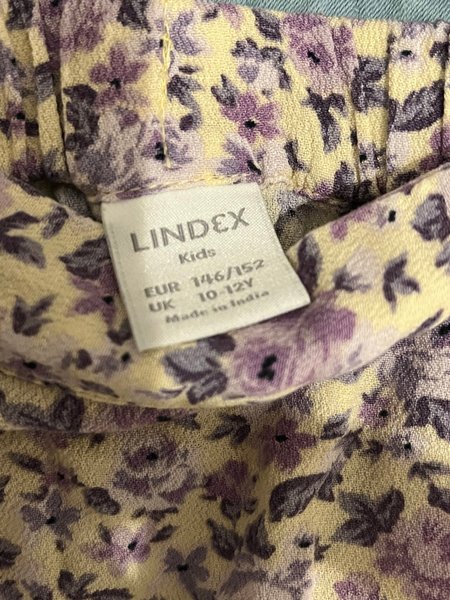 LINDEX
Kids
EUR 146/152
UK 10-12Y
Made in India